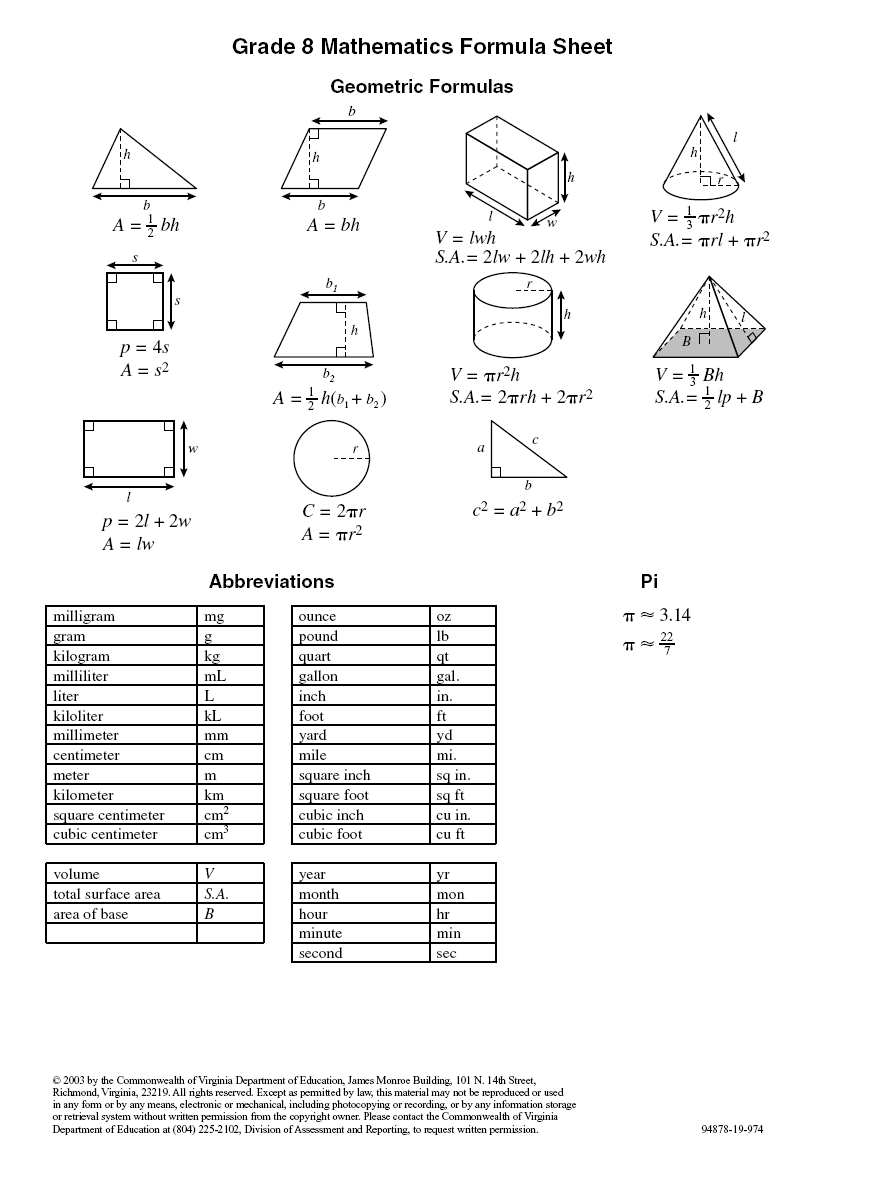 Grade 8 Mathematics Formula Sheet
Geometric Formulas
h
b
A = 1/2 bh
b
h
b
A = bh
h
l
w
V = lwh
S.A. = 2lw + 2lh + 2wh
l
h
r
V = 1/3 πr²h
S.A. = πrl + πr²
s
s
p = 4s
A = s²
b₁
h
b₂
A = 1/2 h(b₁ + b₂)
r
h
V = πr²h
S.A. = 2πrh + 2πr²
h
l
B
V = 1/3 Bh
S.A. = 1/2 lp + B
w
l
p = 2l + 2w
A = lw
r
C = 2πr
A = πr²
a
c
b
c² = a² + b²
Abbreviations
milligram mg
gram g
kilogram kg
milliliter mL
liter L
kiloliter kL
millimeter mm
centimeter cm
meter m
kilometer km
square centimeter cm²
cubic centimeter cm³
ounce oz
pound lb
quart qt
gallon gal.
inch in.
foot ft
yard yd
mile mi.
square inch sq in.
square foot sq ft
cubic inch cu in.
cubic foot cu ft
volume V
total surface area S.A.
area of base B
year yr
month mon
hour hr
minute min
second sec
Pi
π ≈ 3.14
π ≈ 22/7
© 2003 by the Commonwealth of Virginia Department of Education, James Monroe Building, 101 N. 14th Street,
Richmond, Virginia, 23219. All rights reserved. Except as permitted by law, this material may not be reproduced or used
in any form or by any means, electronic or mechanical, including photocopying or recording, or by any information storage
or retrieval system without written permission from the copyright owner. Please contact the Commonwealth of Virginia
Department of Education at (804) 225-2102, Division of Assessment and Reporting, to request written permission.
94878-19-974